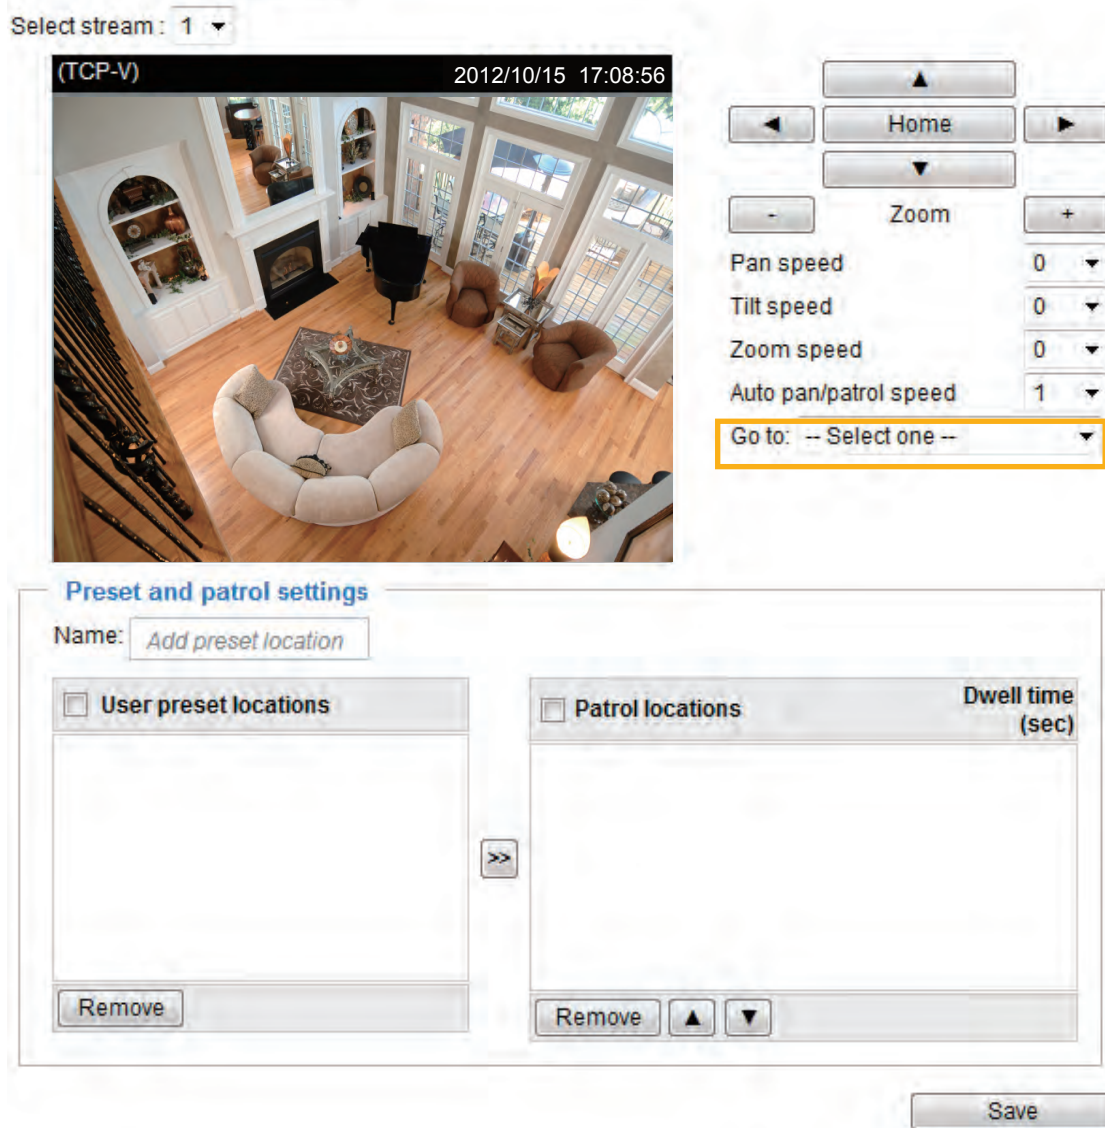 Select stream : 1
(TCP-V) 2012/10/15 17:08:56
Home
- Zoom +
Pan speed 0
Tilt speed 0
Zoom speed 0
Auto pan/patrol speed 1
Go to: -- Select one --
Preset and patrol settings
Name: Add preset location
User preset locations
Patrol locations
Dwell time
(sec)
>>
Remove
Remove
Save